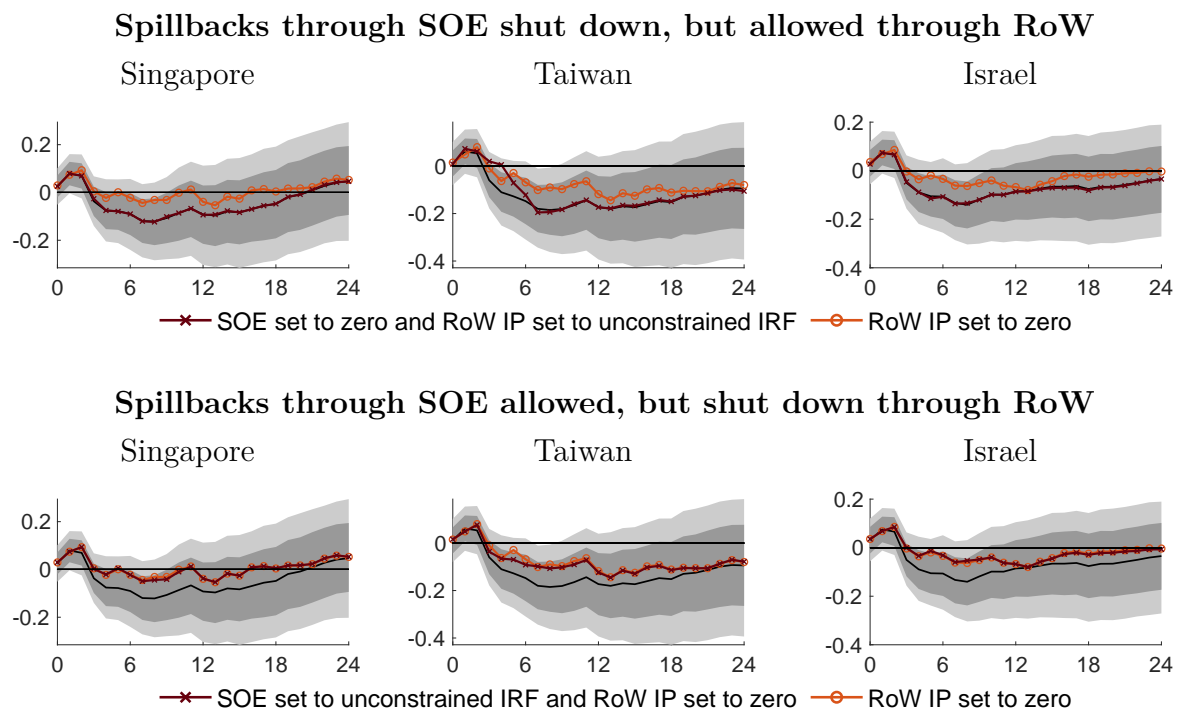 Spillbacks through SOE shut down, but allowed through RoW
Singapore Taiwan Israel
0.2
0
-0.2
0 6 12 18 24
0
-0.2
-0.4
0 6 12 18 24
0.2
0
-0.2
-0.4
0 6 12 18 24
SOE set to zero and RoW IP set to unconstrained IRF RoW IP set to zero
Spillbacks through SOE allowed, but shut down through RoW
Singapore Taiwan Israel
0.2
0
-0.2
0 6 12 18 24
0
-0.2
-0.4
0 6 12 18 24
0.2
0
-0.2
-0.4
0 6 12 18 24
SOE set to unconstrained IRF and RoW IP set to zero RoW IP set to zero